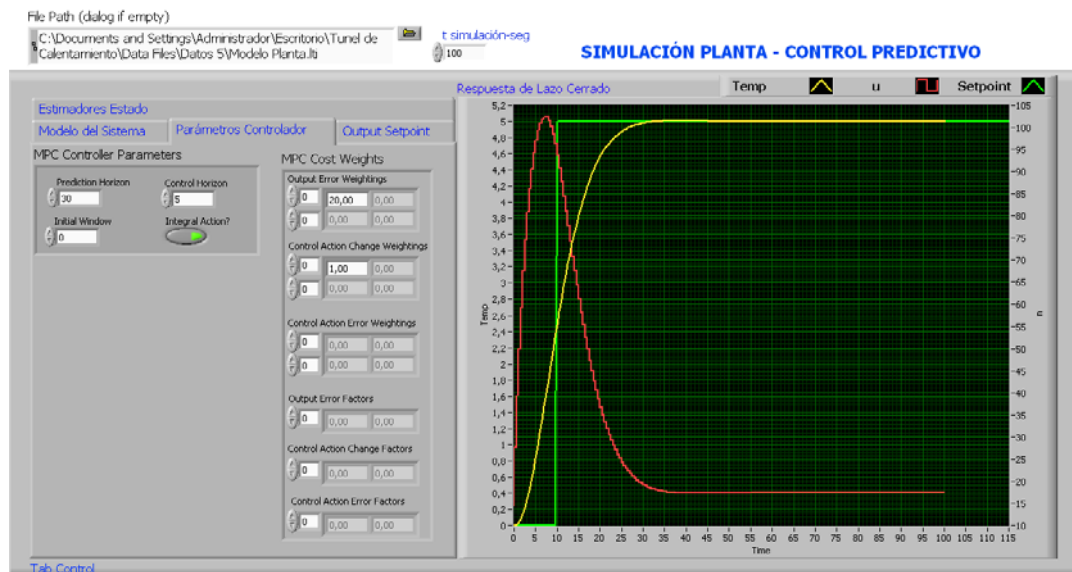 File Path (dialog if empty)
C:\Documents and Settings\Administrador\Escritorio\Tunel de
Calentamiento\Data Files\Datos 5\Modelo Planta.lti
t simulación-seg
100
SIMULACIÓN PLANTA - CONTROL PREDICTIVO
Estimadores Estado
Modelo del Sistema
Parámetros Controlador
Output Setpoint
MPC Controller Parameters
Prediction Horizon
30
Control Horizon
5
Initial Window
0
Integral Action?
MPC Cost Weights
Output Error Weightings
0 20,00 0,00
0 0,00 0,00
Control Action Change Weightings
0 1,00 0,00
0 0,00 0,00
Control Action Error Weightings
0 0,00 0,00
0 0,00 0,00
Output Error Factors
0 0,00 0,00
Control Action Change Factors
0 0,00 0,00
Control Action Error Factors
0 0,00 0,00
Respuesta de Lazo Cerrado
Temp
u
Setpoint
5,2
5
4,8
4,6
4,4
4,2
4
3,8
3,6
3,4
3,2
3
2,8
2,6
2,4
2,2
2
1,8
1,6
1,4
1,2
1
0,8
0,6
0,4
0,2
0
Temp
105
100
95
90
85
80
75
70
65
60
55
50
45
40
35
30
25
20
15
10
u
0 5 10 15 20 25 30 35 40 45 50 55 60 65 70 75 80 85 90 95 100 105 110 115
Time
Tab Control